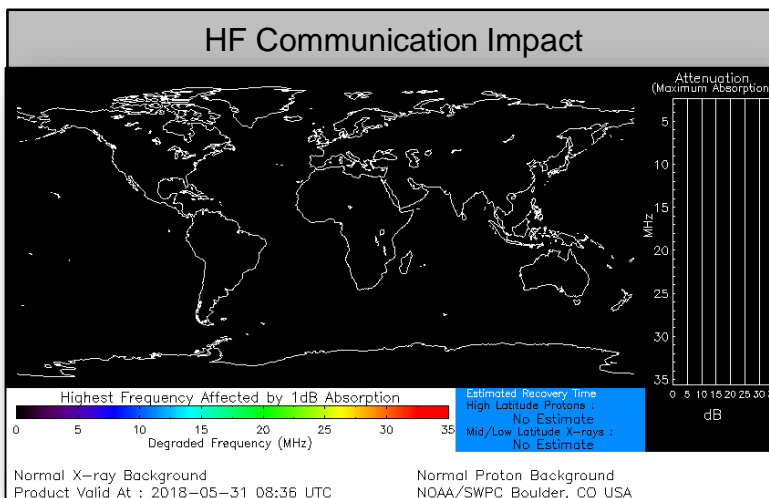 HF Communication Impact
Attenuation
(Maximum Absorption)
5
10
15
20
25
30
35
MHz
0 5 10 15 20 25 30
dB
Highest Frequency Affected by 1dB Absorption
0 5 10 15 20 25 30 35
Degraded Frequency (MHz)
Estimated Recovery Time
High Latitude Protons :
No Estimate
Mid/Low Latitude X-rays :
No Estimate
Normal X-ray Background
Normal Proton Background
Product Valid At : 2018-05-31 08:36 UTC
NOAA/SWPC Boulder, CO USA